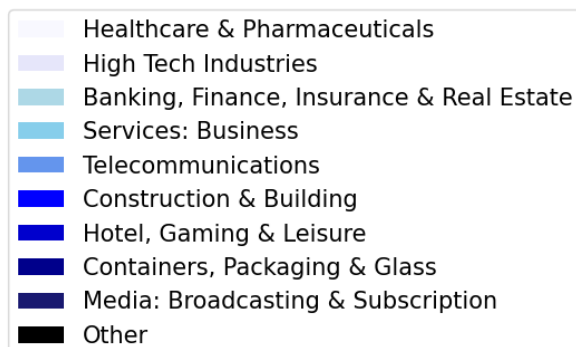 Healthcare & Pharmaceuticals
High Tech Industries
Banking, Finance, Insurance & Real Estate
Services: Business
Telecommunications
Construction & Building
Hotel, Gaming & Leisure
Containers, Packaging & Glass
Media: Broadcasting & Subscription
Other